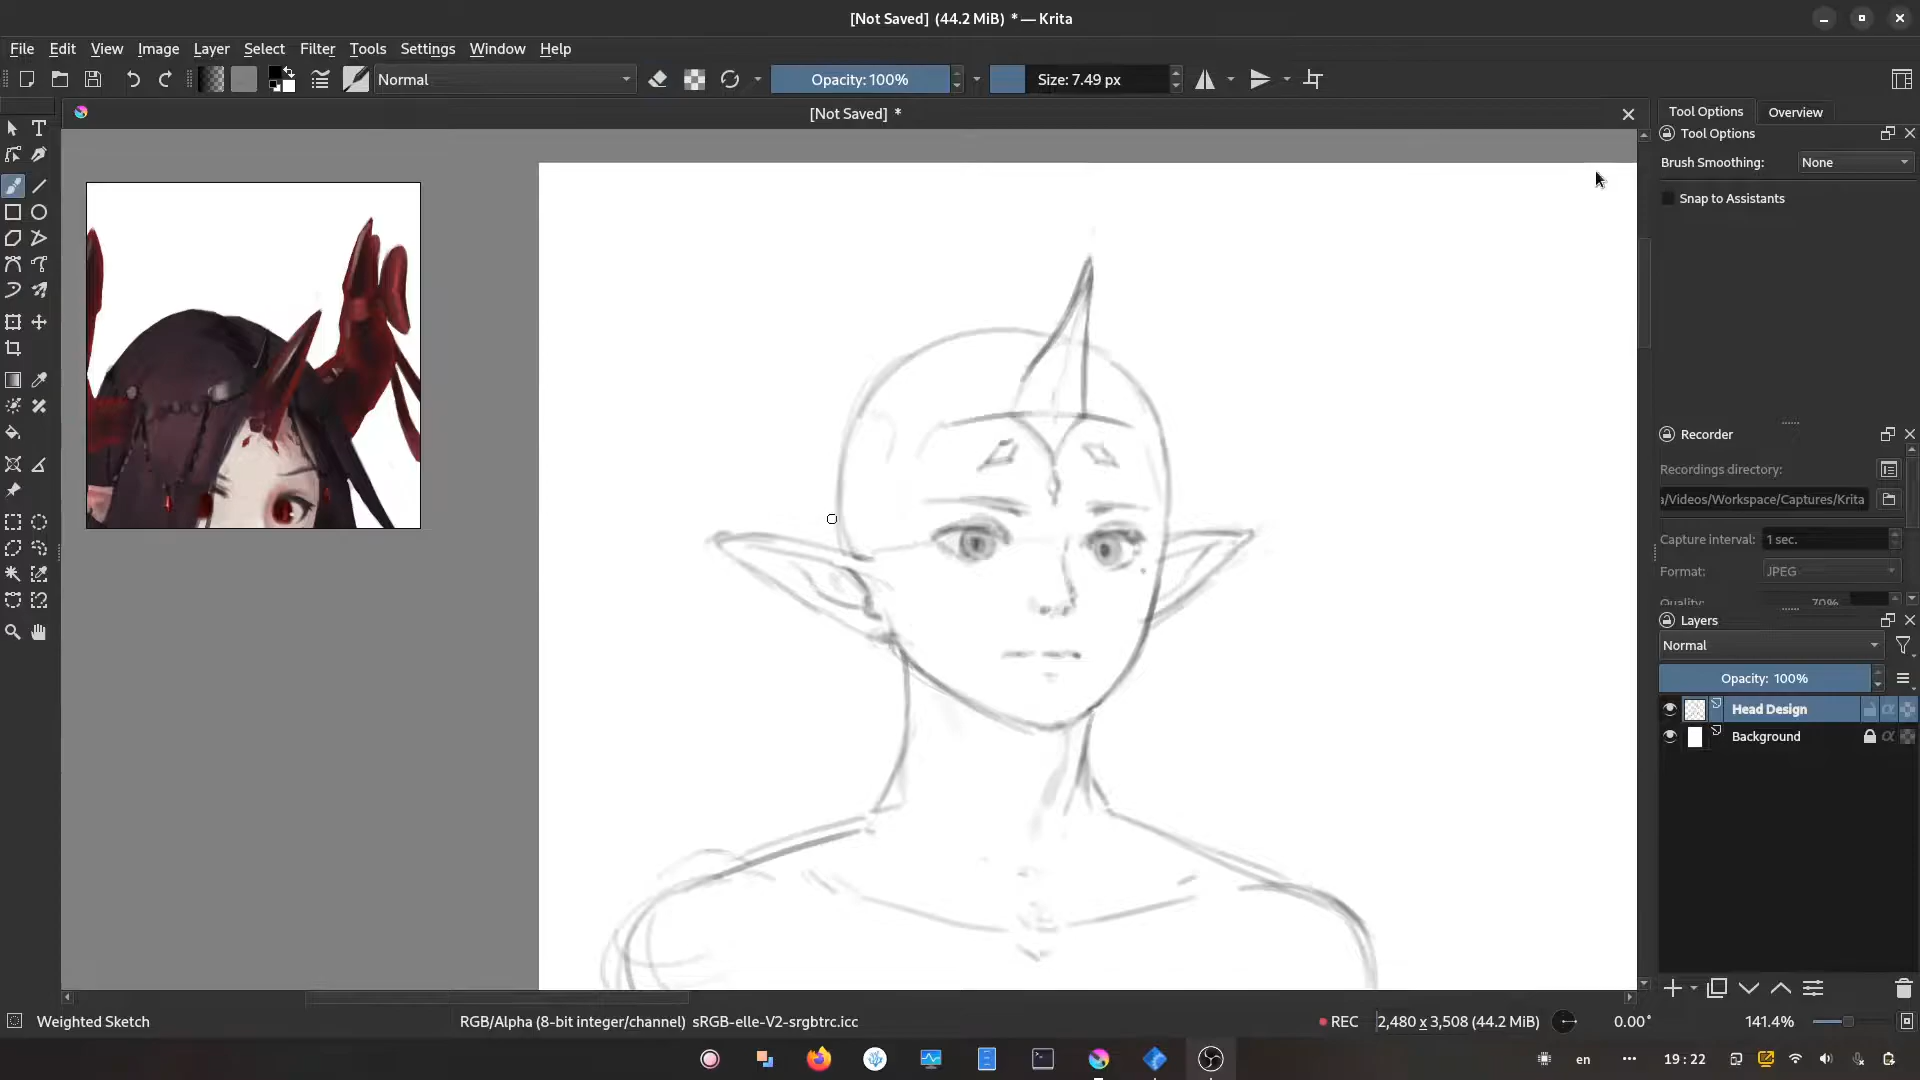 [Not Saved] (44.2 MiB) * — Krita
File Edit View Image Layer Select Filter Tools Settings Window Help
Normal Opacity: 100% Size: 7.49 px
[Not Saved] *
Tool Options Overview
Tool Options
Brush Smoothing: None
Snap to Assistants
Recorder
Recordings directory:
a/Videos/Workspace/Captures/Krita
Capture interval: 1 sec.
Format: JPEG
Quality: 70%
Layers
Normal
Opacity: 100%
Head Design
Background
Weighted Sketch RGB/Alpha (8-bit integer/channel) sRGB-elle-V2-srgbtrc.icc REC 2,480 x 3,508 (44.2 MiB) 0.00° 141.4%
en 19:22